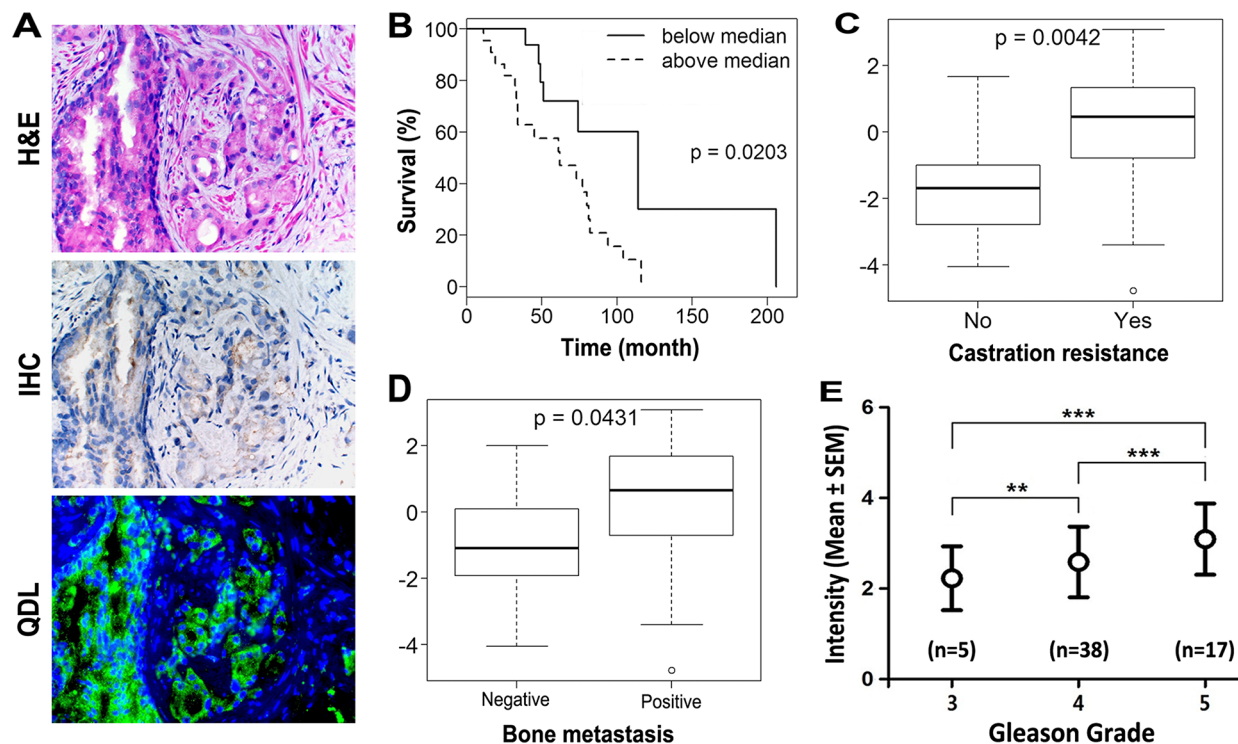 A
H&E
IHC
QDL
B
below median
above median
p = 0.0203
Survival (%)
100
80
60
40
20
0
0
50
100
150
200
Time (month)
C
p = 0.0042
2
0
-2
-4
No
Yes
Castration resistance
D
p = 0.0431
2
0
-2
-4
Negative
Positive
Bone metastasis
E
Intensity (Mean ± SEM)
6
4
2
0
***
***
**
(n=5)
(n=38)
(n=17)
3
4
5
Gleason Grade